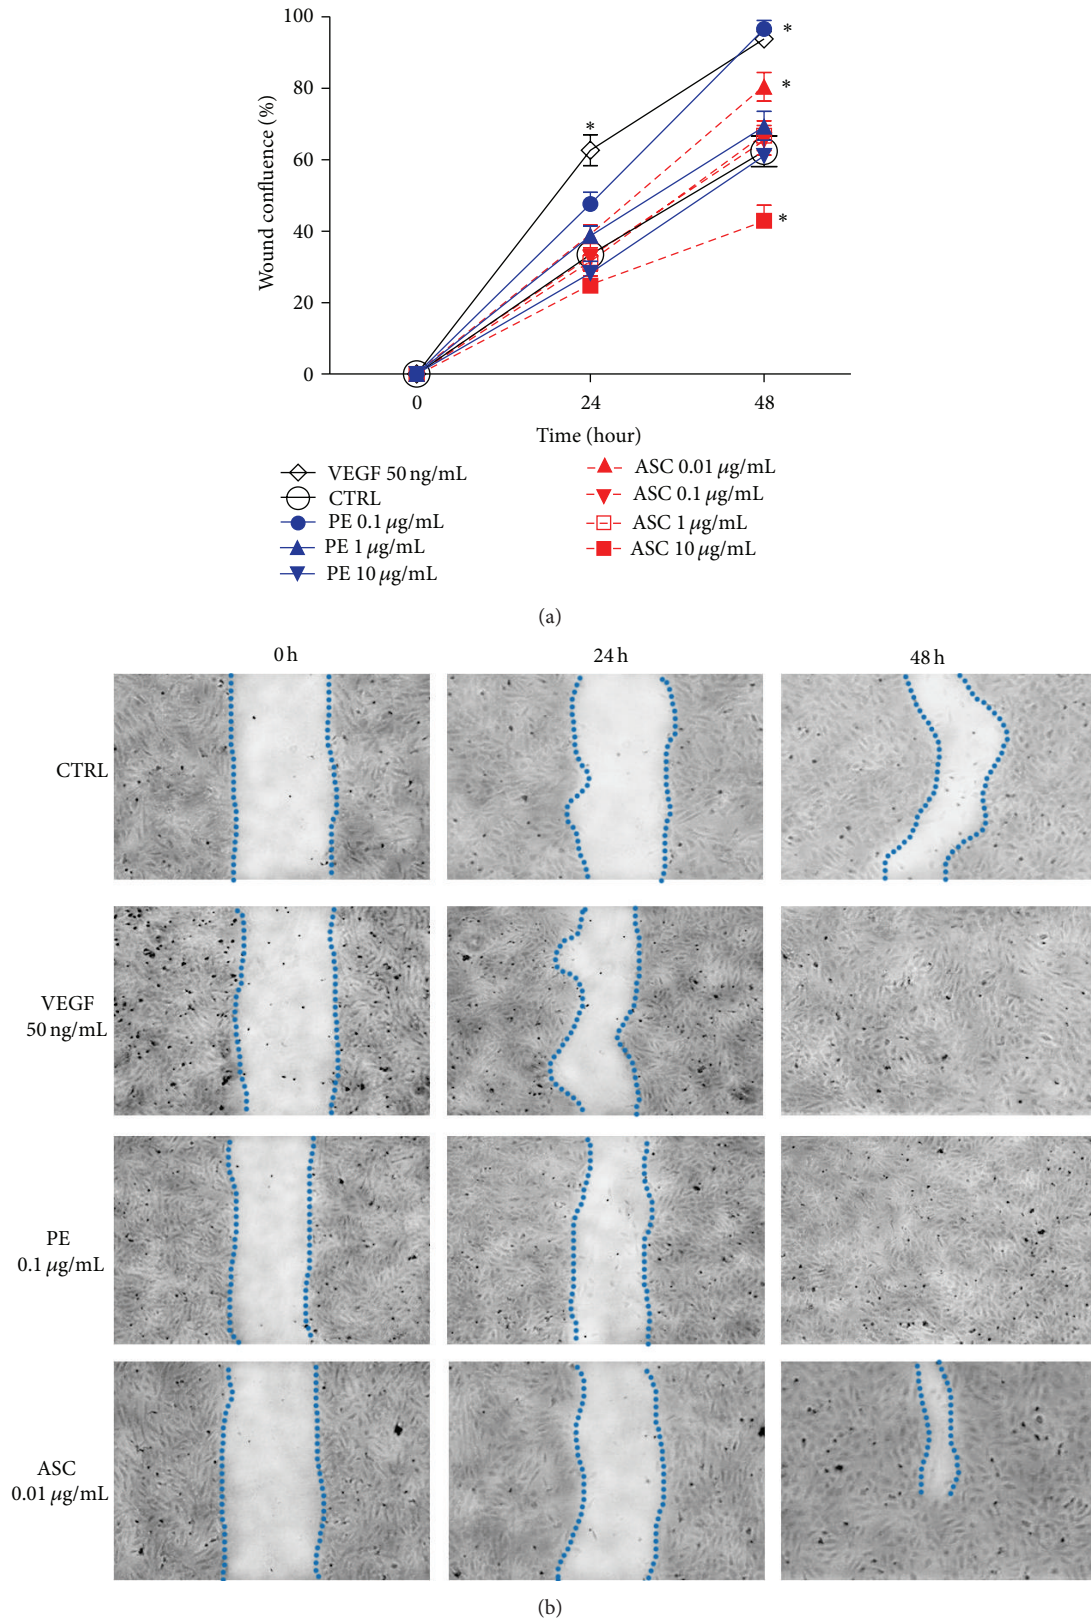 100
80
60
40
20
0
Wound confluence (%)
*
*
*
*
0 24 48
Time (hour)
VEGF 50 ng/mL
CTRL
PE 0.1 μg/mL
PE 1 μg/mL
PE 10 μg/mL
ASC 0.01 μg/mL
ASC 0.1 μg/mL
ASC 1 μg/mL
ASC 10 μg/mL
(a)
0 h 24 h 48 h
CTRL
VEGF
50 ng/mL
PE
0.1 μg/mL
ASC
0.01 μg/mL
(b)